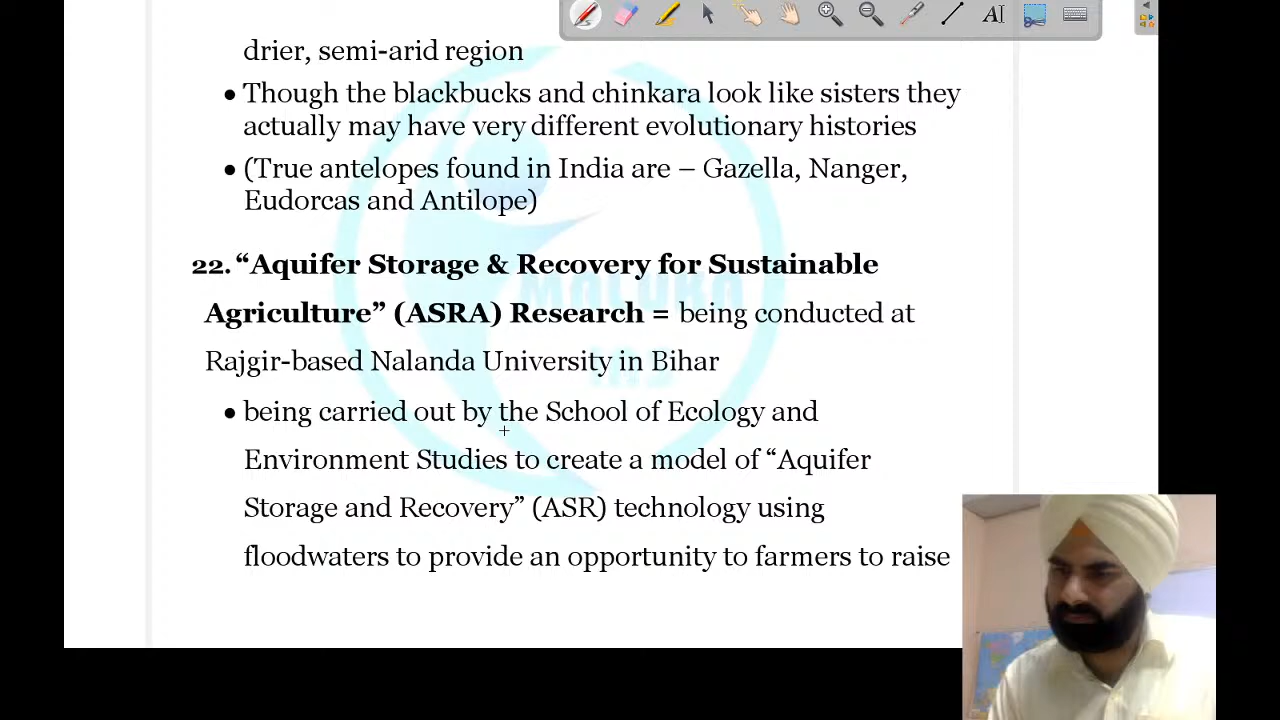 drier, semi-arid region
• Though the blackbucks and chinkara look like sisters they
actually may have very different evolutionary histories
• (True antelopes found in India are – Gazella, Nanger,
Eudorcas and Antilope)
22. “Aquifer Storage & Recovery for Sustainable
Agriculture” (ASRA) Research = being conducted at
Rajgir-based Nalanda University in Bihar
• being carried out by the School of Ecology and
Environment Studies to create a model of “Aquifer
Storage and Recovery” (ASR) technology using
floodwaters to provide an opportunity to farmers to raise